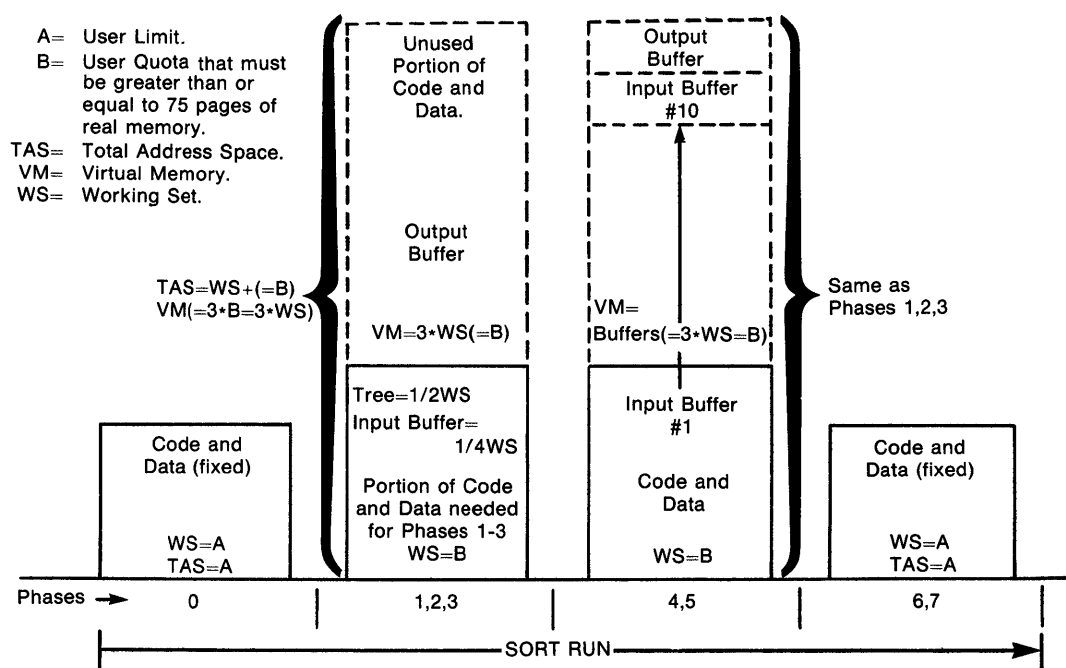 A= User Limit.
B= User Quota that must
be greater than or
equal to 75 pages of
real memory.
TAS= Total Address Space.
VM= Virtual Memory.
WS= Working Set.
TAS=WS+(=B)
VM(=3*B=3*WS)
Unused
Portion of
Code and
Data.
Output
Buffer
VM=3*WS(=B)
Tree=1/2WS
Input Buffer=
1/4WS
Portion of Code
and Data needed
for Phases 1-3
WS=B
Output
Buffer
Input Buffer
#10
VM=
Buffers(=3*WS=B)
Input Buffer
#1
Code and
Data
WS=B
Same as
Phases 1,2,3
Code and
Data (fixed)
WS=A
TAS=A
Code and
Data (fixed)
WS=A
TAS=A
Phases 0 1,2,3 4,5 6,7
SORT RUN